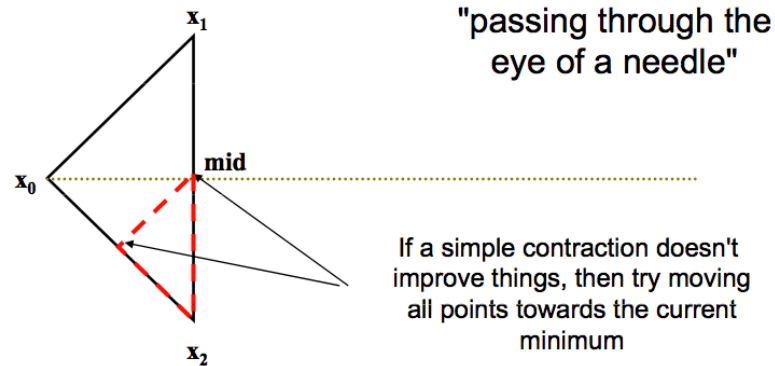 x₁
"passing through the
eye of a needle"
mid
x₀
If a simple contraction doesn't
improve things, then try moving
all points towards the current
minimum
x₂